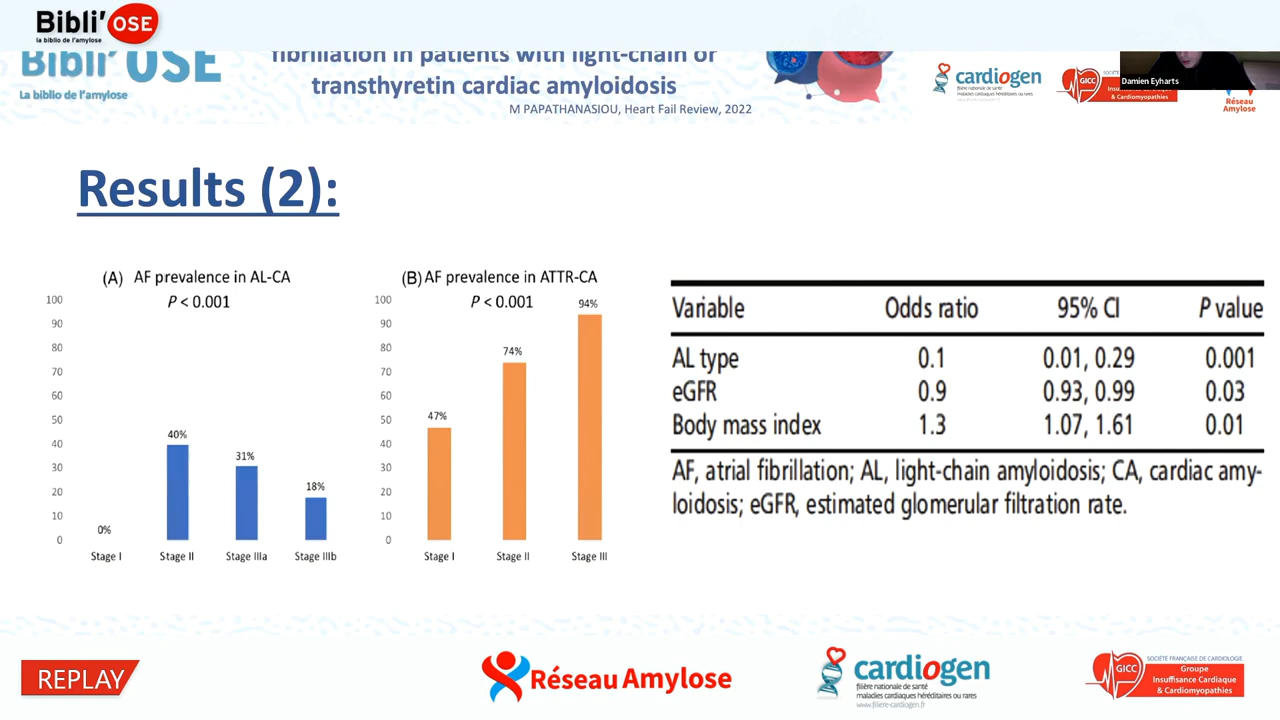 Bibli'OSE
la biblio de l'amylose
Bibli'OSE
La biblio de l'amylose
fibrillation in patients with light-chain or
transthyretin cardiac amyloidosis
M PAPATHANASIOU, Heart Fail Review, 2022
cardiogen
filière nationale de santé
maladies cardiaques héréditaires ou rares
GICC
Insuffisance Cardiaque
& Cardiomyopathies
Damien Eyharts
Réseau
Amylose
Results (2):
(A) AF prevalence in AL-CA
P < 0.001
100
90
80
70
60
50
40
30
20
10
0
0%
40%
31%
18%
Stage I
Stage II
Stage IIIa
Stage IIIb
(B) AF prevalence in ATTR-CA
P < 0.001
100
90
80
70
60
50
40
30
20
10
0
47%
74%
94%
Stage I
Stage II
Stage III
Variable Odds ratio 95% CI P value
AL type 0.1 0.01, 0.29 0.001
eGFR 0.9 0.93, 0.99 0.03
Body mass index 1.3 1.07, 1.61 0.01
AF, atrial fibrillation; AL, light-chain amyloidosis; CA, cardiac amy-
loidosis; eGFR, estimated glomerular filtration rate.
REPLAY
Réseau Amylose
cardiogen
filière nationale de santé
maladies cardiaques héréditaires ou rares
www.filiere-cardiogen.fr
GICC
SOCIÉTÉ FRANÇAISE DE CARDIOLOGIE
Groupe
Insuffisance Cardiaque
& Cardiomyopathies